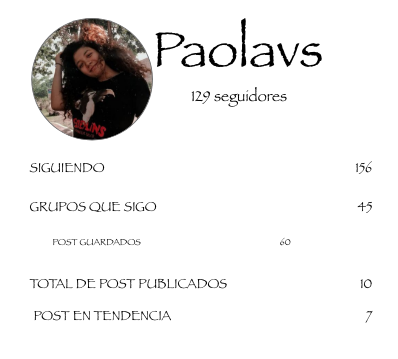 Paolavs
129 seguidores
SIGUIENDO 156
GRUPOS QUE SIGO 45
POST GUARDADOS 60
TOTAL DE POST PUBLICADOS 10
POST EN TENDENCIA 7